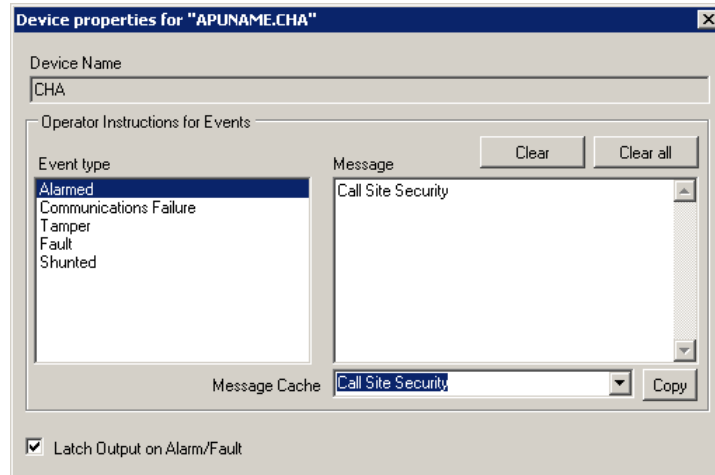 Device properties for "APUNAME.CHA"
Device Name
CHA
Operator Instructions for Events
Clear Clear all
Event type Message
Alarmed Call Site Security
Communications Failure
Tamper
Fault
Shunted
Message Cache Call Site Security Copy
Latch Output on Alarm/Fault